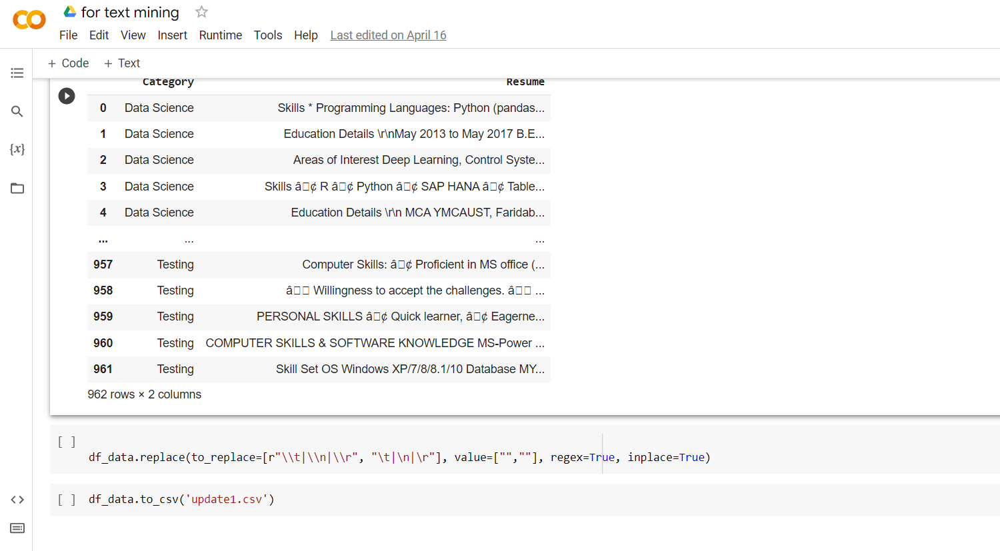 for text mining
File Edit View Insert Runtime Tools Help Last edited on April 16
+ Code + Text
Category Resume
0 Data Science Skills * Programming Languages: Python (pandas...
1 Data Science Education Details \r\nMay 2013 to May 2017 B.E...
2 Data Science Areas of Interest Deep Learning, Control Syste...
3 Data Science Skills â□¢ R â□¢ Python â□¢ SAP HANA â□¢ Table...
4 Data Science Education Details \r\n MCA YMCAUST, Faridab...
... ... ...
957 Testing Computer Skills: â□¢ Proficient in MS office (...
958 Testing â□□ Willingness to accept the challenges. â□□ ...
959 Testing PERSONAL SKILLS â□¢ Quick learner, â□¢ Eagerne...
960 Testing COMPUTER SKILLS & SOFTWARE KNOWLEDGE MS-Power ...
961 Testing Skill Set OS Windows XP/7/8/8.1/10 Database MY...
962 rows × 2 columns
[ ]
df_data.replace(to_replace=[r"\\t|\\n|\\r", "\t|\n|\r"], value=["",""], regex=True, inplace=True)
[ ] df_data.to_csv('update1.csv')